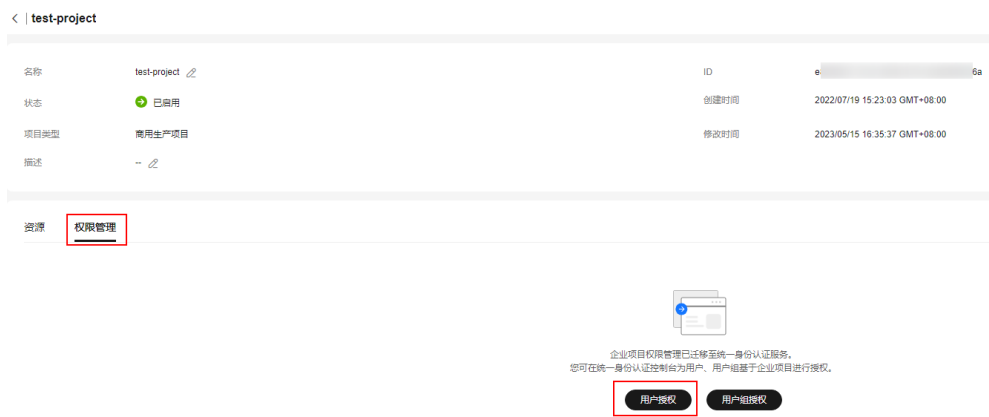 < | test-project
名称 test-project ID e 6a
状态 已启用 创建时间 2022/07/19 15:23:03 GMT+08:00
项目类型 商用生产项目 修改时间 2023/05/15 16:35:37 GMT+08:00
描述 --
资源 权限管理
企业项目权限管理已迁移至统一身份认证服务。
您可在统一身份认证控制台为用户、用户组基于企业项目进行授权。
用户授权 用户组授权